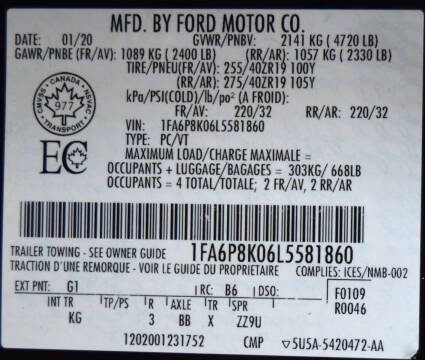 MFD. BY FORD MOTOR CO.
DATE: 01/20 GVWR/PNBV: 2141 KG (4720 LB)
GAWR/PNBE (FR/AV): 1089 KG (2400 LB) (RR/AR): 1057 KG (2330 LB)
TIRE/PNEU(FR/AV): 255/40ZR19 100Y
(RR/AR): 275/40ZR19 105Y
kPa/PSI(COLD)/lb/po² (A FROID):
FR/AV: 220/32 RR/AR: 220/32
CMVSS · CANADA · NSVAC
977
TRANSPORT
VIN: 1FA6P8K06L5581860
TYPE: PC/VT
EC
MAXIMUM LOAD/CHARGE MAXIMALE =
OCCUPANTS + LUGGAGE/BAGAGES = 303KG/ 668LB
OCCUPANTS = 4 TOTAL/TOTALE; 2 FR/AV, 2 RR/AR
TRAILER TOWING - SEE OWNER GUIDE 1FA6P8K06L5581860
TRACTION D'UNE REMORQUE - VOIR LE GUIDE DU PROPRIETAIRE COMPLIES: ICES/NMB-002
EXT PNT: G1 RC: B6 DSO: F0109
INT TR TP/PS R AXLE TR SPR R0046
KG 3 BB X ZZ9U
1202001231752 CMP ▽5U5A-5420472-AA